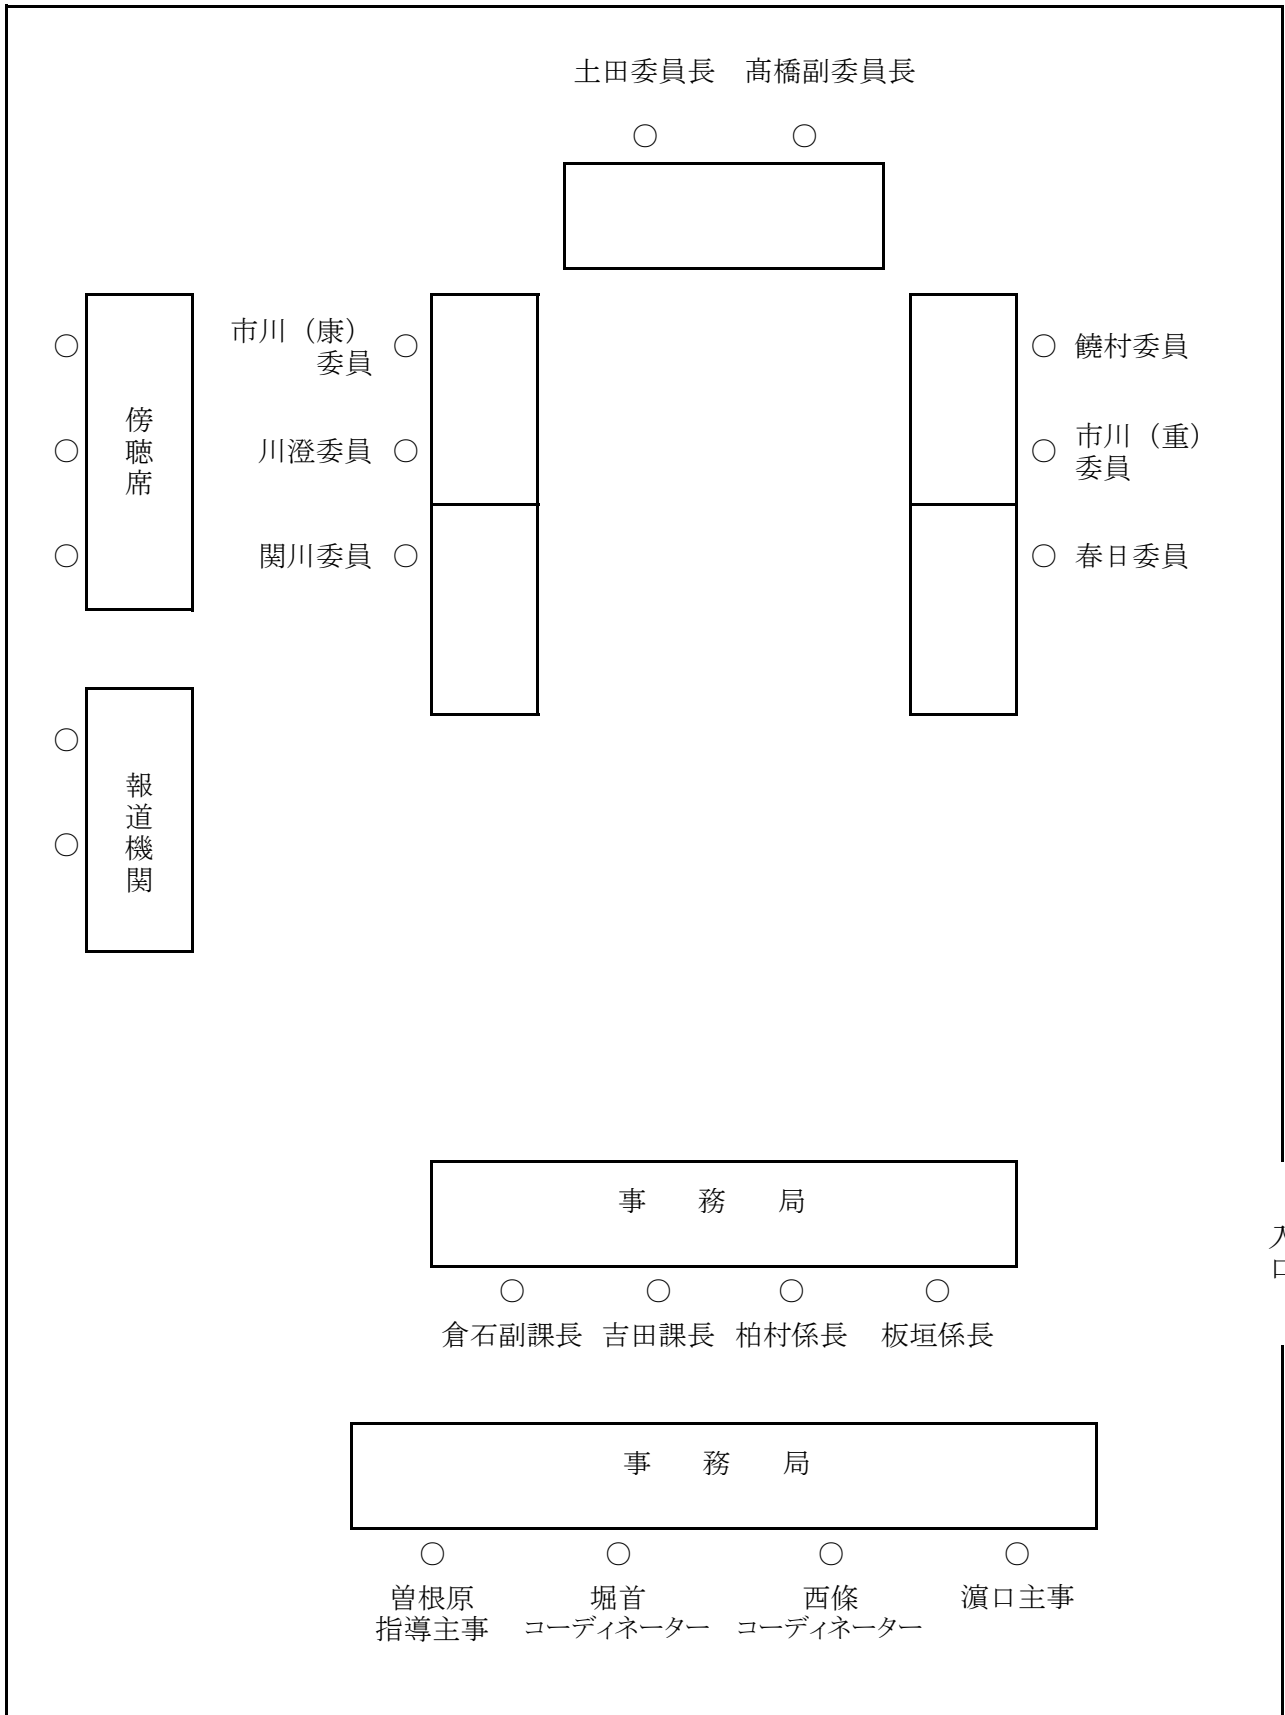 土田委員長　髙橋副委員長
○　○
市川（康）
委員
○
○
○ 饒村委員
傍聴席
川澄委員 ○
○
○ 市川（重）
委員
関川委員 ○
○
○ 春日委員
報道機関
○
○
事　務　局
入口
○　○　○　○
倉石副課長　吉田課長　柏村係長　板垣係長
事　務　局
○　○　○　○
曽根原
指導主事
堀首
コーディネーター
西條
コーディネーター
濵口主事